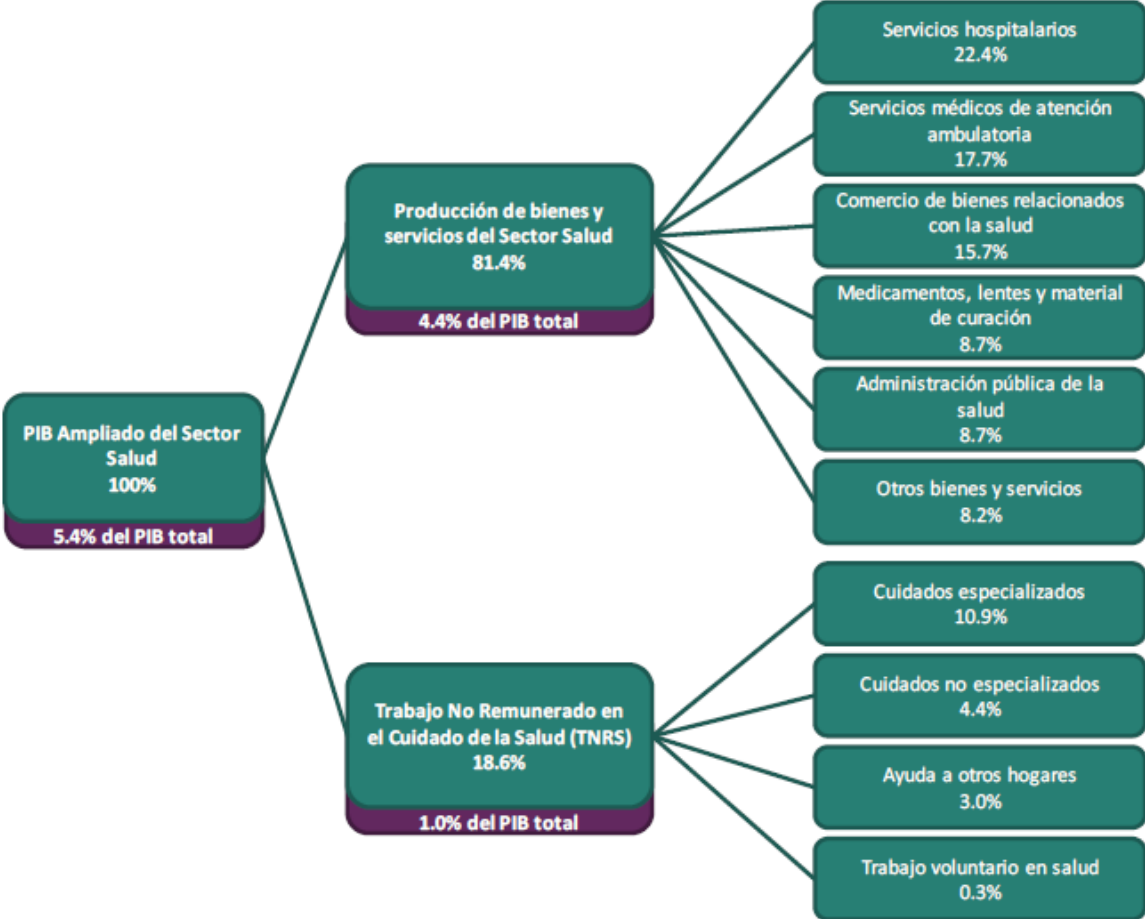 Servicios hospitalarios
22.4%
Servicios médicos de atención
ambulatoria
17.7%
Comercio de bienes relacionados
con la salud
15.7%
Medicamentos, lentes y material
de curación
8.7%
Administración pública de la
salud
8.7%
Otros bienes y servicios
8.2%
Producción de bienes y
servicios del Sector Salud
81.4%
4.4% del PIB total
PIB Ampliado del Sector
Salud
100%
5.4% del PIB total
Cuidados especializados
10.9%
Cuidados no especializados
4.4%
Ayuda a otros hogares
3.0%
Trabajo voluntario en salud
0.3%
Trabajo No Remunerado en
el Cuidado de la Salud (TNRS)
18.6%
1.0% del PIB total